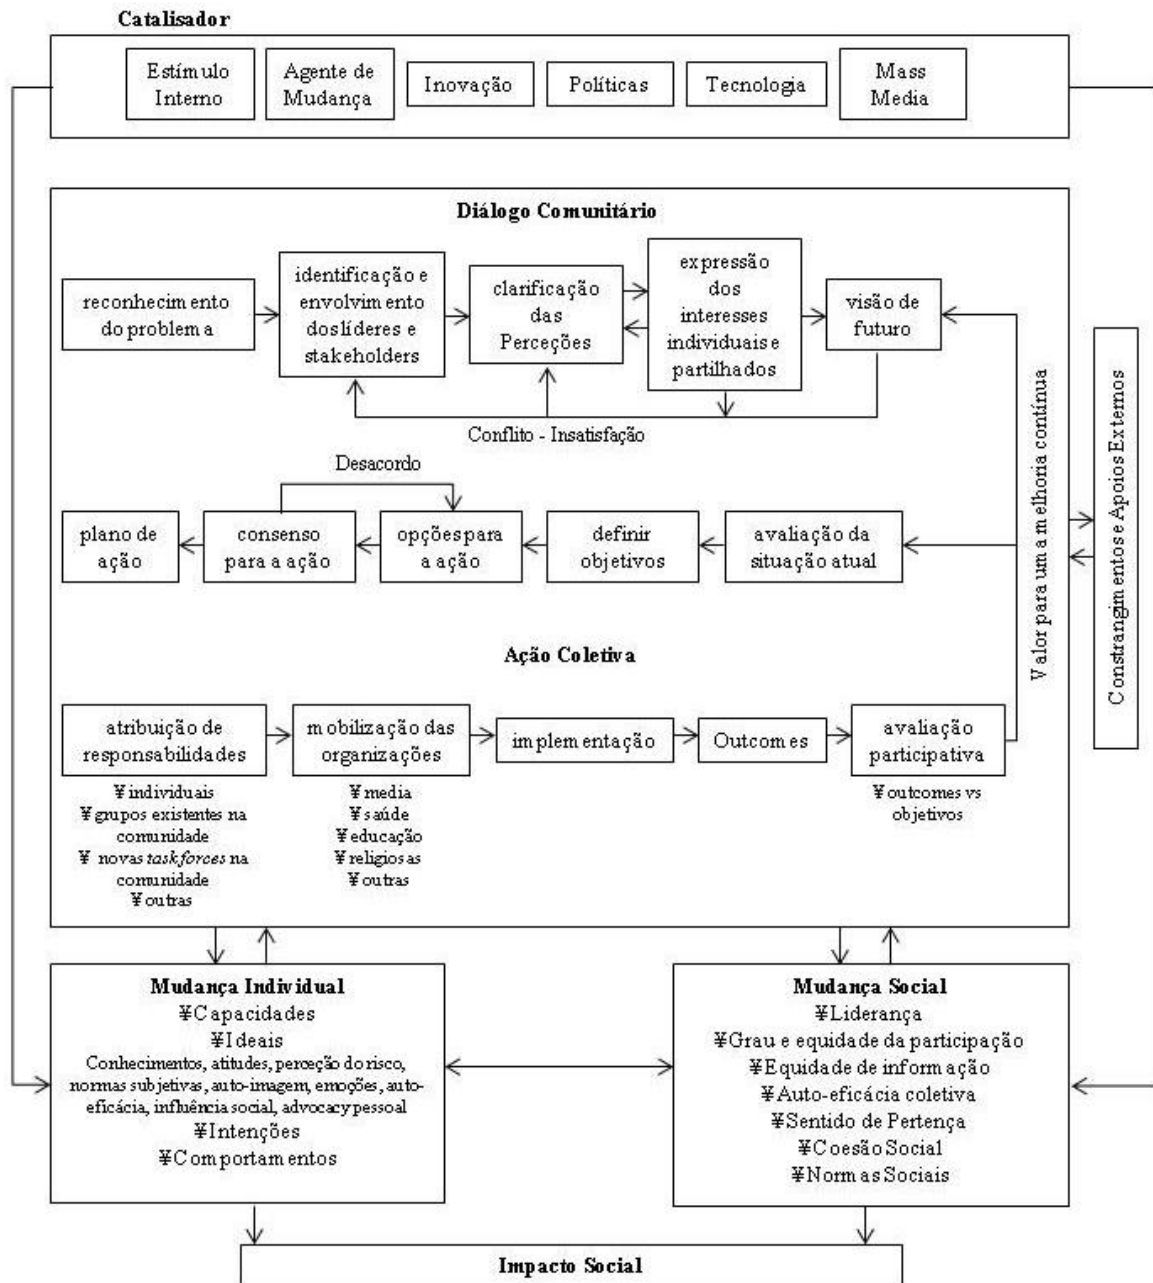 Catalisador
Estímulo
Interno
Agente de
Mudança
Inovação
Políticas
Tecnologia
Mass
Media
Diálogo Comunitário
reconhecimento
do problema
identificação e
envolvimento
dos líderes e
stakeholders
clarificação
das
Perceções
expressão
dos
interesses
individuais e
partilhados
visão de
futuro
Conflito - Insatisfação
Desacordo
plano de
ação
consenso
para a ação
opções para
a ação
definir
objetivos
avaliação da
situação atual
Valor para uma melhoria contínua
Constrangimentos e Apoios Externos
Ação Coletiva
atribuição de
responsabilidades
¥individuais
¥grupos existentes na
comunidade
¥ novas taskforces na
comunidade
¥outras
mobilização das
organizações
¥media
¥saúde
¥educação
¥religiosas
¥outras
implementação
Outcomes
avaliação
participativa
¥outcomes vs
objetivos
Mudança Individual
¥Capacidades
¥Ideais
Conhecimentos, atitudes, perceção do risco,
normas subjetivas, auto-imagem, emoções, auto-
eficácia, influência social, advocacy pessoal
¥Intenções
¥Comportamentos
Mudança Social
¥Liderança
¥Grau e equidade da participação
¥Equidade de informação
¥Auto-eficácia coletiva
¥Sentido de Pertença
¥Coesão Social
¥Normas Sociais
Impacto Social